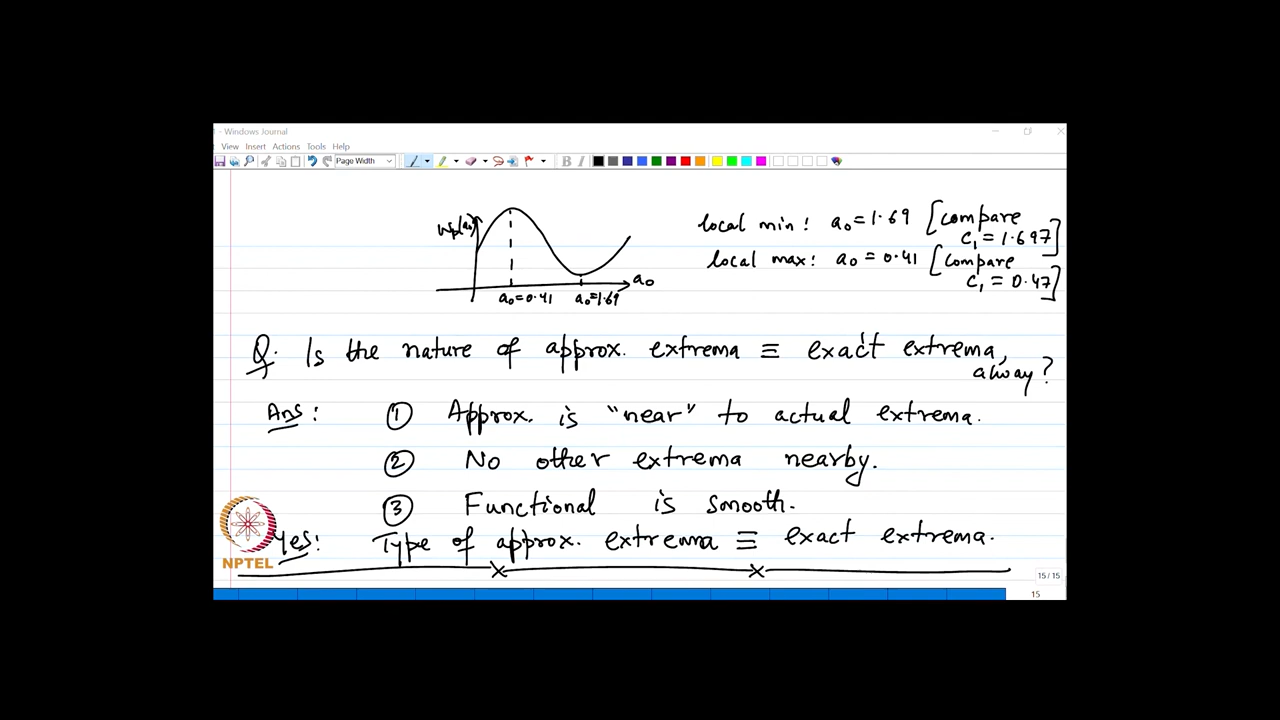 - Windows Journal
View Insert Actions Tools Help
Page Width
B I
Wp(a0)
a0
a0=0.41 a0=1.69
local min: a0=1.69 [compare
c1=1.697]
local max: a0=0.41 [compare
c1=0.47]
Q. Is the nature of approx. extrema ≡ exact extrema,
alway?
Ans: ① Approx. is "near" to actual extrema.
② No other extrema nearby.
③ Functional is smooth.
Yes: Type of approx. extrema ≡ exact extrema.
NPTEL
15/15
15